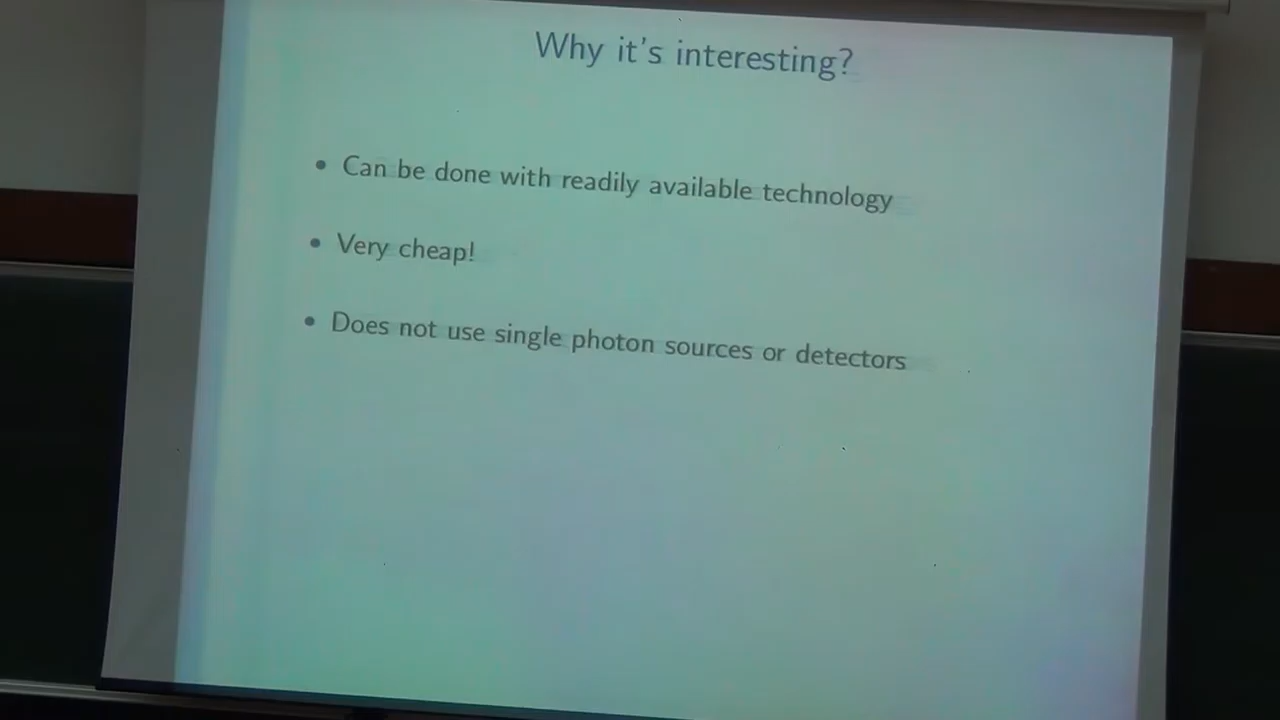 Why it's interesting?
• Can be done with readily available technology
• Very cheap!
• Does not use single photon sources or detectors